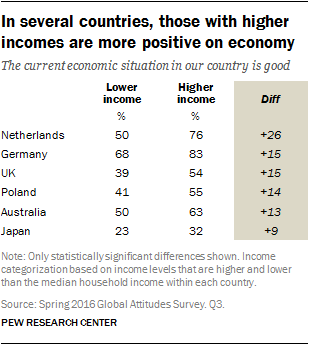 In several countries, those with higher
incomes are more positive on economy
The current economic situation in our country is good
Lower income Higher income Diff
% %
Netherlands 50 76 +26
Germany 68 83 +15
UK 39 54 +15
Poland 41 55 +14
Australia 50 63 +13
Japan 23 32 +9
Note: Only statistically significant differences shown. Income
categorization based on income levels that are higher and lower
than the median household income within each country.
Source: Spring 2016 Global Attitudes Survey. Q3.
PEW RESEARCH CENTER